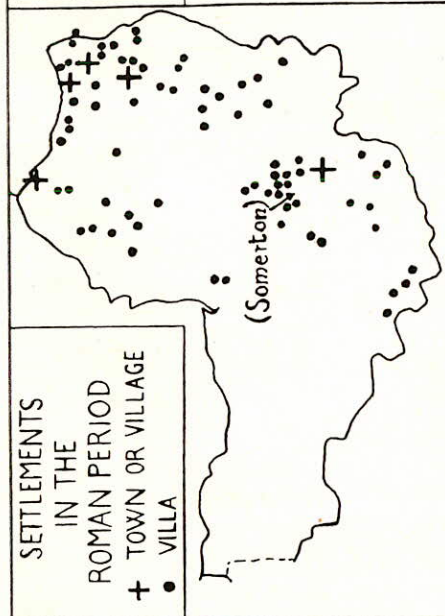 SETTLEMENTS
IN THE
ROMAN PERIOD
+ TOWN OR VILLAGE
• VILLA
(Somerton)